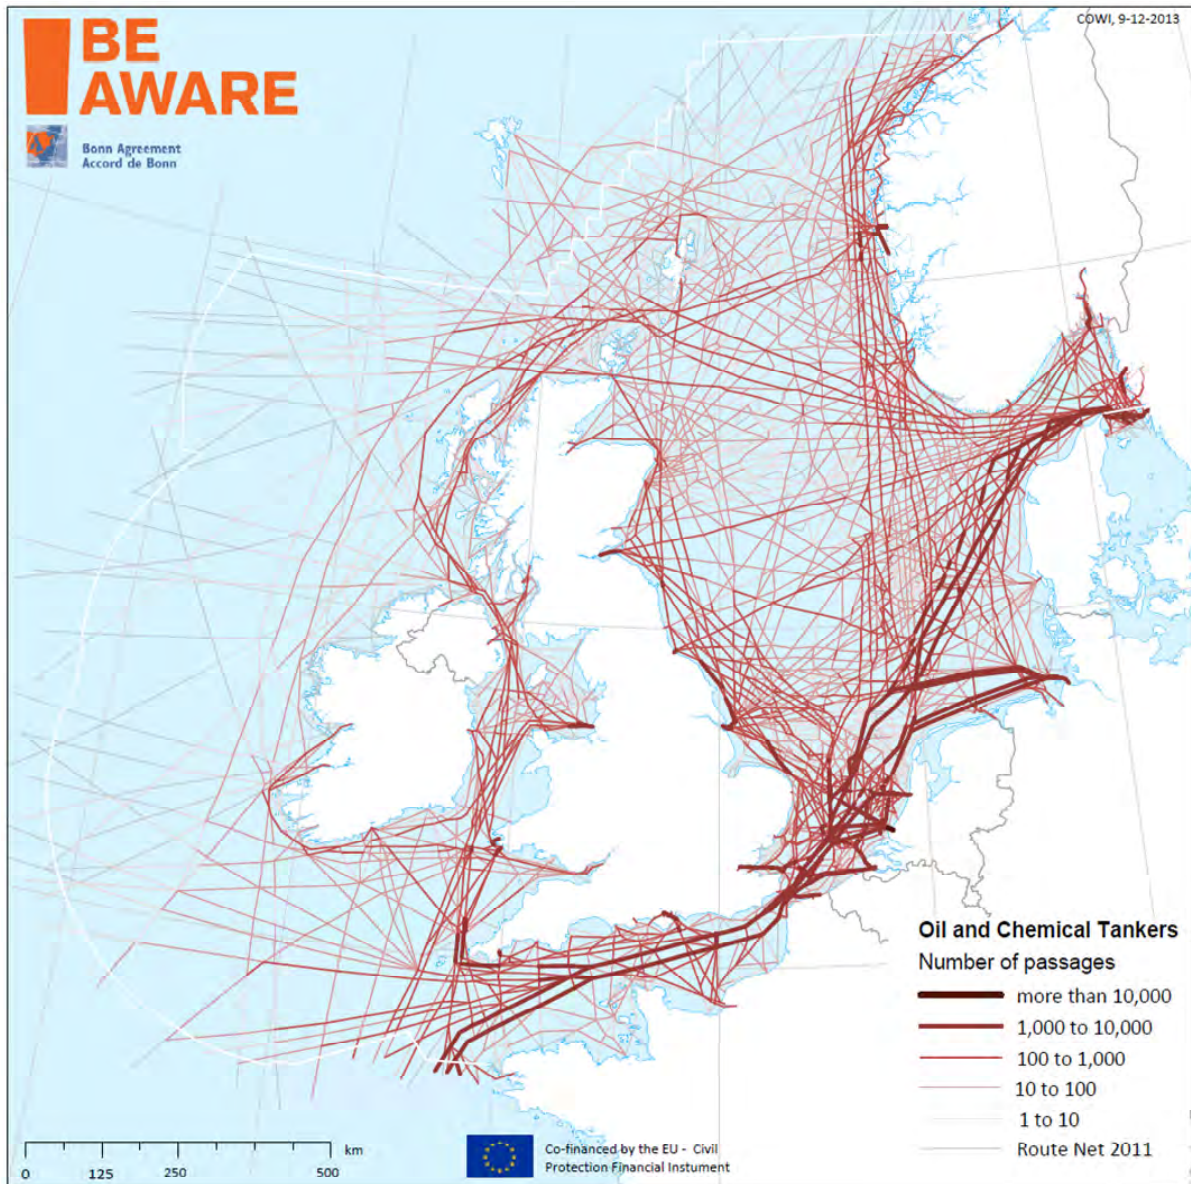 COWI, 9-12-2013
BE
AWARE
Bonn Agreement
Accord de Bonn
Oil and Chemical Tankers
Number of passages
more than 10,000
1,000 to 10,000
100 to 1,000
10 to 100
1 to 10
Route Net 2011
km
0 125 250 500
Co-financed by the EU - Civil
Protection Financial Instument